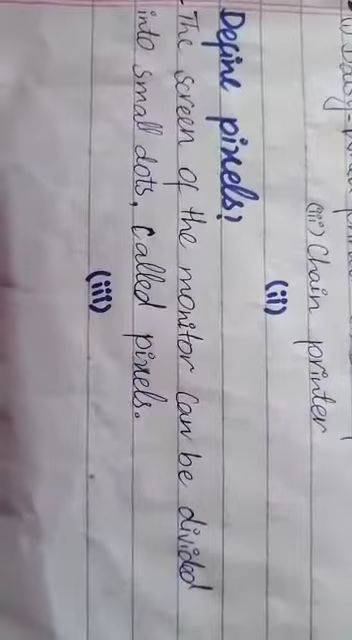 (iii) Chain printer
(ii)
Define pixels?
The screen of the monitor can be divided
into small dots, called pixels.
(iii)